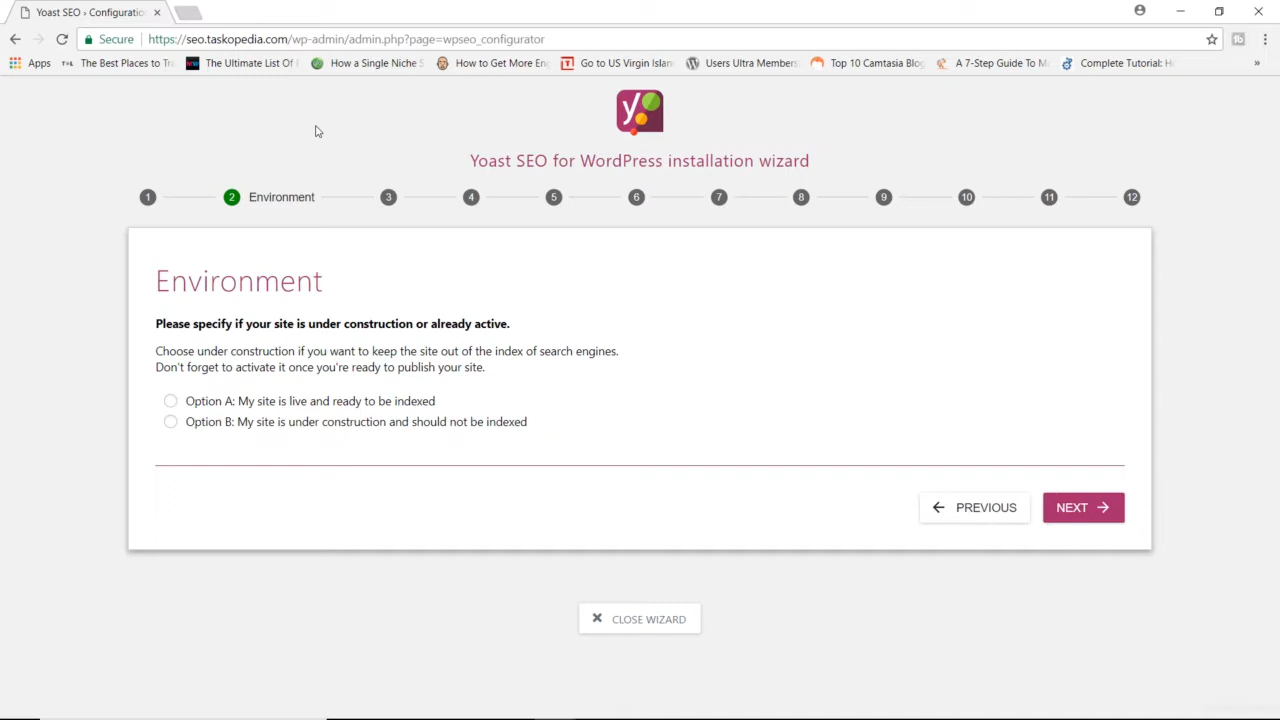 Yoast SEO › Configuratio
Secure https://seo.taskopedia.com/wp-admin/admin.php?page=wpseo_configurator
Apps The Best Places to Tra The Ultimate List Of How a Single Niche S How to Get More Eng Go to US Virgin Islan Users Ultra Members Top 10 Camtasia Blog A 7-Step Guide To M Complete Tutorial: H »
Yoast SEO for WordPress installation wizard
1 2 Environment 3 4 5 6 7 8 9 10 11 12
Environment
Please specify if your site is under construction or already active.
Choose under construction if you want to keep the site out of the index of search engines.
Don't forget to activate it once you're ready to publish your site.
Option A: My site is live and ready to be indexed
Option B: My site is under construction and should not be indexed
PREVIOUS NEXT
CLOSE WIZARD